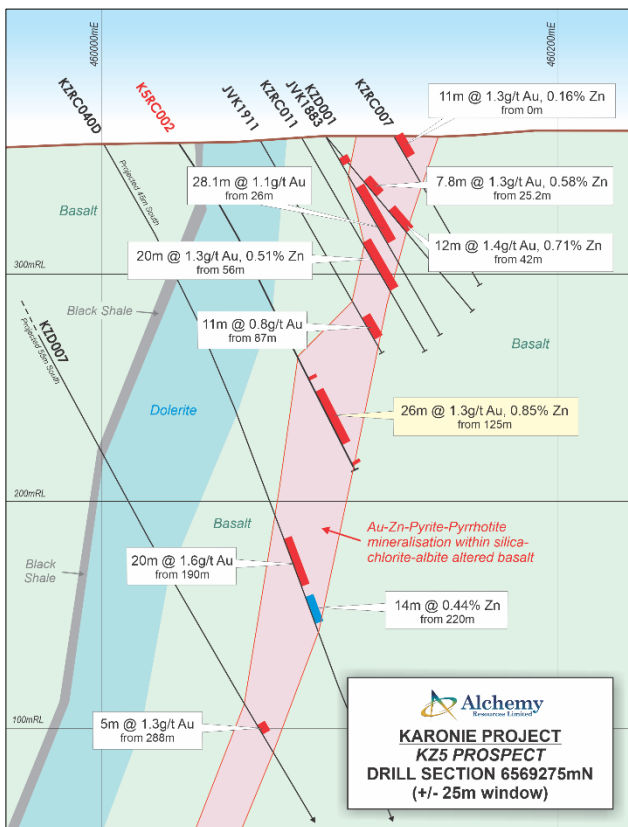 460000mE
460200mE
KZRC040D
K5RC002
JVK1911
KZRC011
JVK1883
KZD001
KZRC007
11m @ 1.3g/t Au, 0.16% Zn
from 0m
Projected 45m South
28.1m @ 1.1g/t Au
from 26m
7.8m @ 1.3g/t Au, 0.58% Zn
from 25.2m
Basalt
20m @ 1.3g/t Au, 0.51% Zn
from 56m
12m @ 1.4g/t Au, 0.71% Zn
from 42m
300mRL
Black Shale
KZD007
Projected 55m South
11m @ 0.8g/t Au
from 87m
Basalt
Dolerite
26m @ 1.3g/t Au, 0.85% Zn
from 125m
200mRL
Basalt
Au-Zn-Pyrite-Pyrrhotite
mineralisation within silica-
chlorite-albite altered basalt
Black
Shale
20m @ 1.6g/t Au
from 190m
14m @ 0.44% Zn
from 220m
100mRL
5m @ 1.3g/t Au
from 288m
Alchemy
Resources Limited
KARONIE PROJECT
KZ5 PROSPECT
DRILL SECTION 6569275mN
(+/- 25m window)